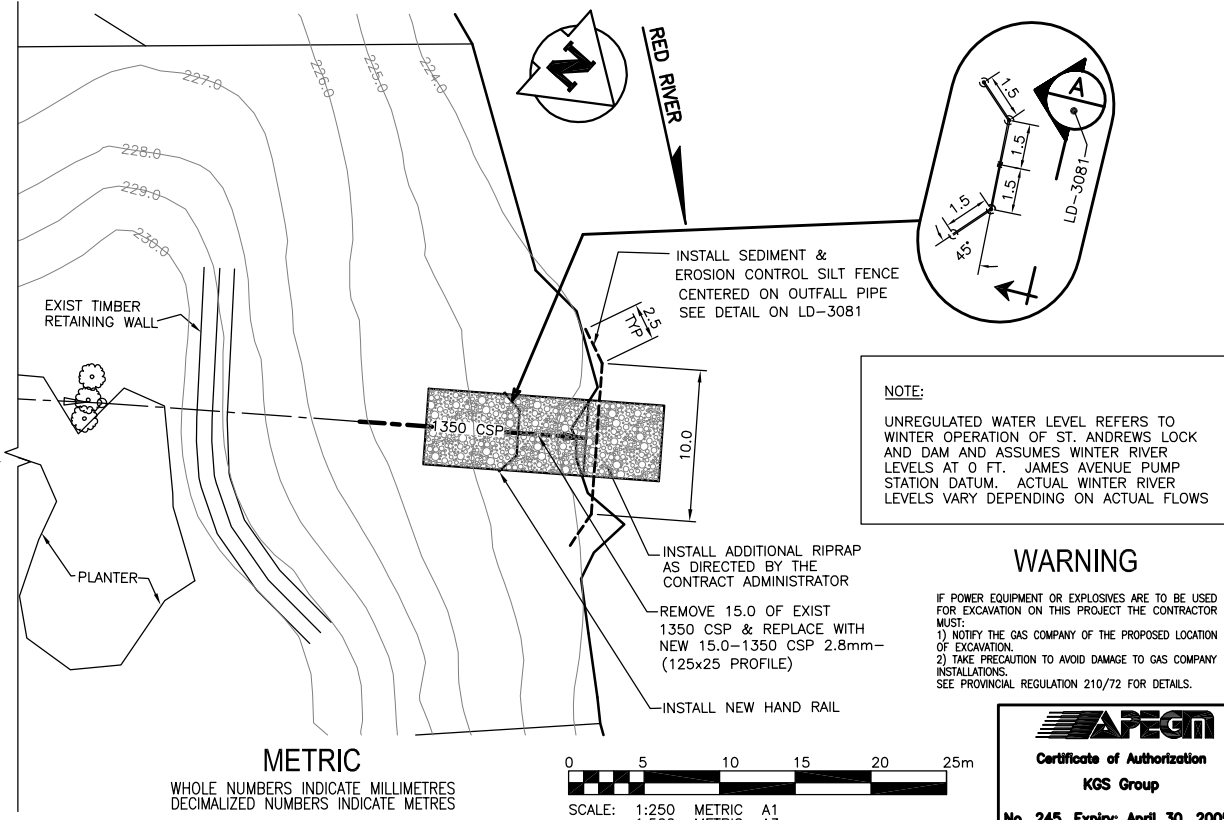 RED RIVER
227.0
226.0
225.0
224.0
228.0
229.0
230.0
N
A
1.5
1.5
1.5
1.5
45°
LD-3081
INSTALL SEDIMENT &
EROSION CONTROL SILT FENCE
CENTERED ON OUTFALL PIPE
SEE DETAIL ON LD-3081
2.5
TYP
EXIST TIMBER
RETAINING WALL
1350 CSP
10.0
NOTE:
UNREGULATED WATER LEVEL REFERS TO
WINTER OPERATION OF ST. ANDREWS LOCK
AND DAM AND ASSUMES WINTER RIVER
LEVELS AT 0 FT. JAMES AVENUE PUMP
STATION DATUM. ACTUAL WINTER RIVER
LEVELS VARY DEPENDING ON ACTUAL FLOWS
PLANTER
INSTALL ADDITIONAL RIPRAP
AS DIRECTED BY THE
CONTRACT ADMINISTRATOR
REMOVE 15.0 OF EXIST
1350 CSP & REPLACE WITH
NEW 15.0-1350 CSP 2.8mm-
(125x25 PROFILE)
INSTALL NEW HAND RAIL
WARNING
IF POWER EQUIPMENT OR EXPLOSIVES ARE TO BE USED
FOR EXCAVATION ON THIS PROJECT THE CONTRACTOR
MUST:
1) NOTIFY THE GAS COMPANY OF THE PROPOSED LOCATION
OF EXCAVATION.
2) TAKE PRECAUTION TO AVOID DAMAGE TO GAS COMPANY
INSTALLATIONS.
SEE PROVINCIAL REGULATION 210/72 FOR DETAILS.
METRIC
WHOLE NUMBERS INDICATE MILLIMETRES
DECIMALIZED NUMBERS INDICATE METRES
0 5 10 15 20 25m
SCALE: 1:250 METRIC A1
APEGM
Certificate of Authorization
KGS Group
No. 245 Expiry: April 30,